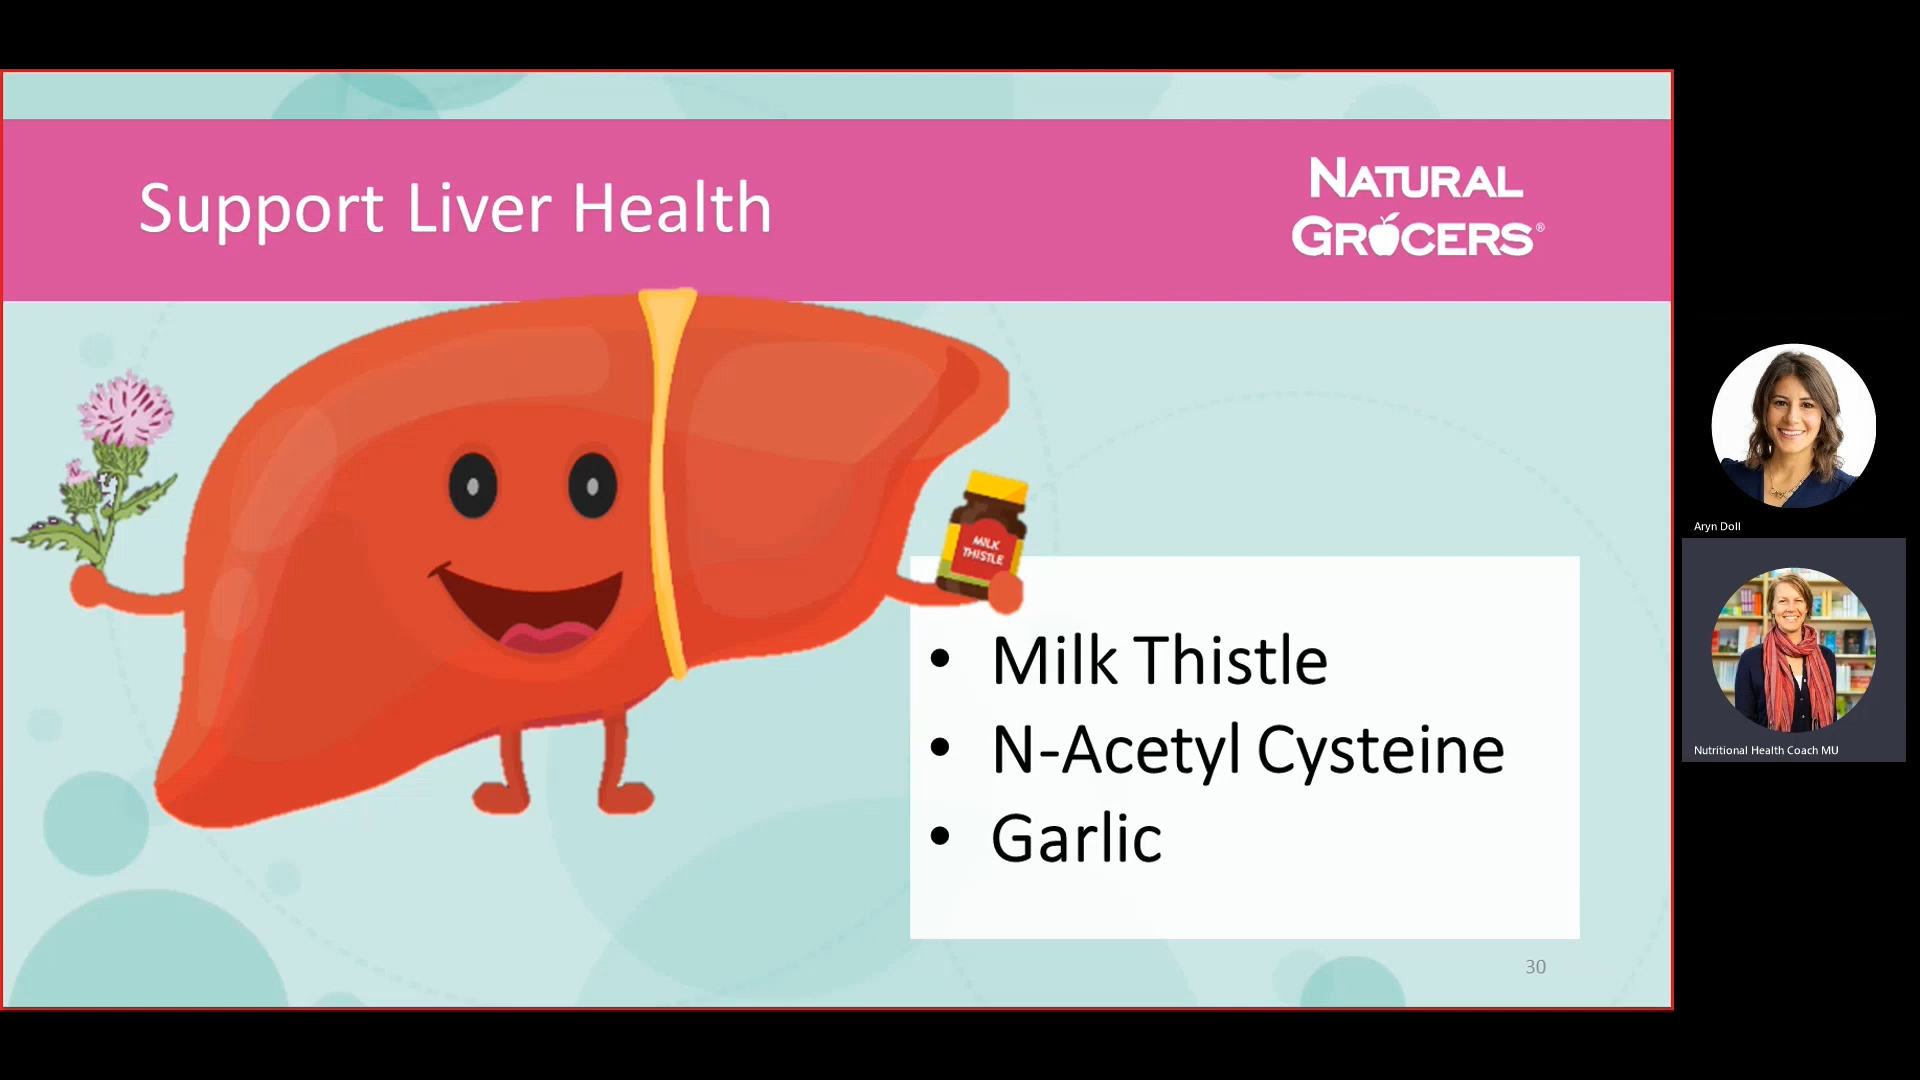 Support Liver Health
NATURAL
GROCERS®
MILK
THISTLE
• Milk Thistle
• N-Acetyl Cysteine
• Garlic
30
Aryn Doll
Nutritional Health Coach MU